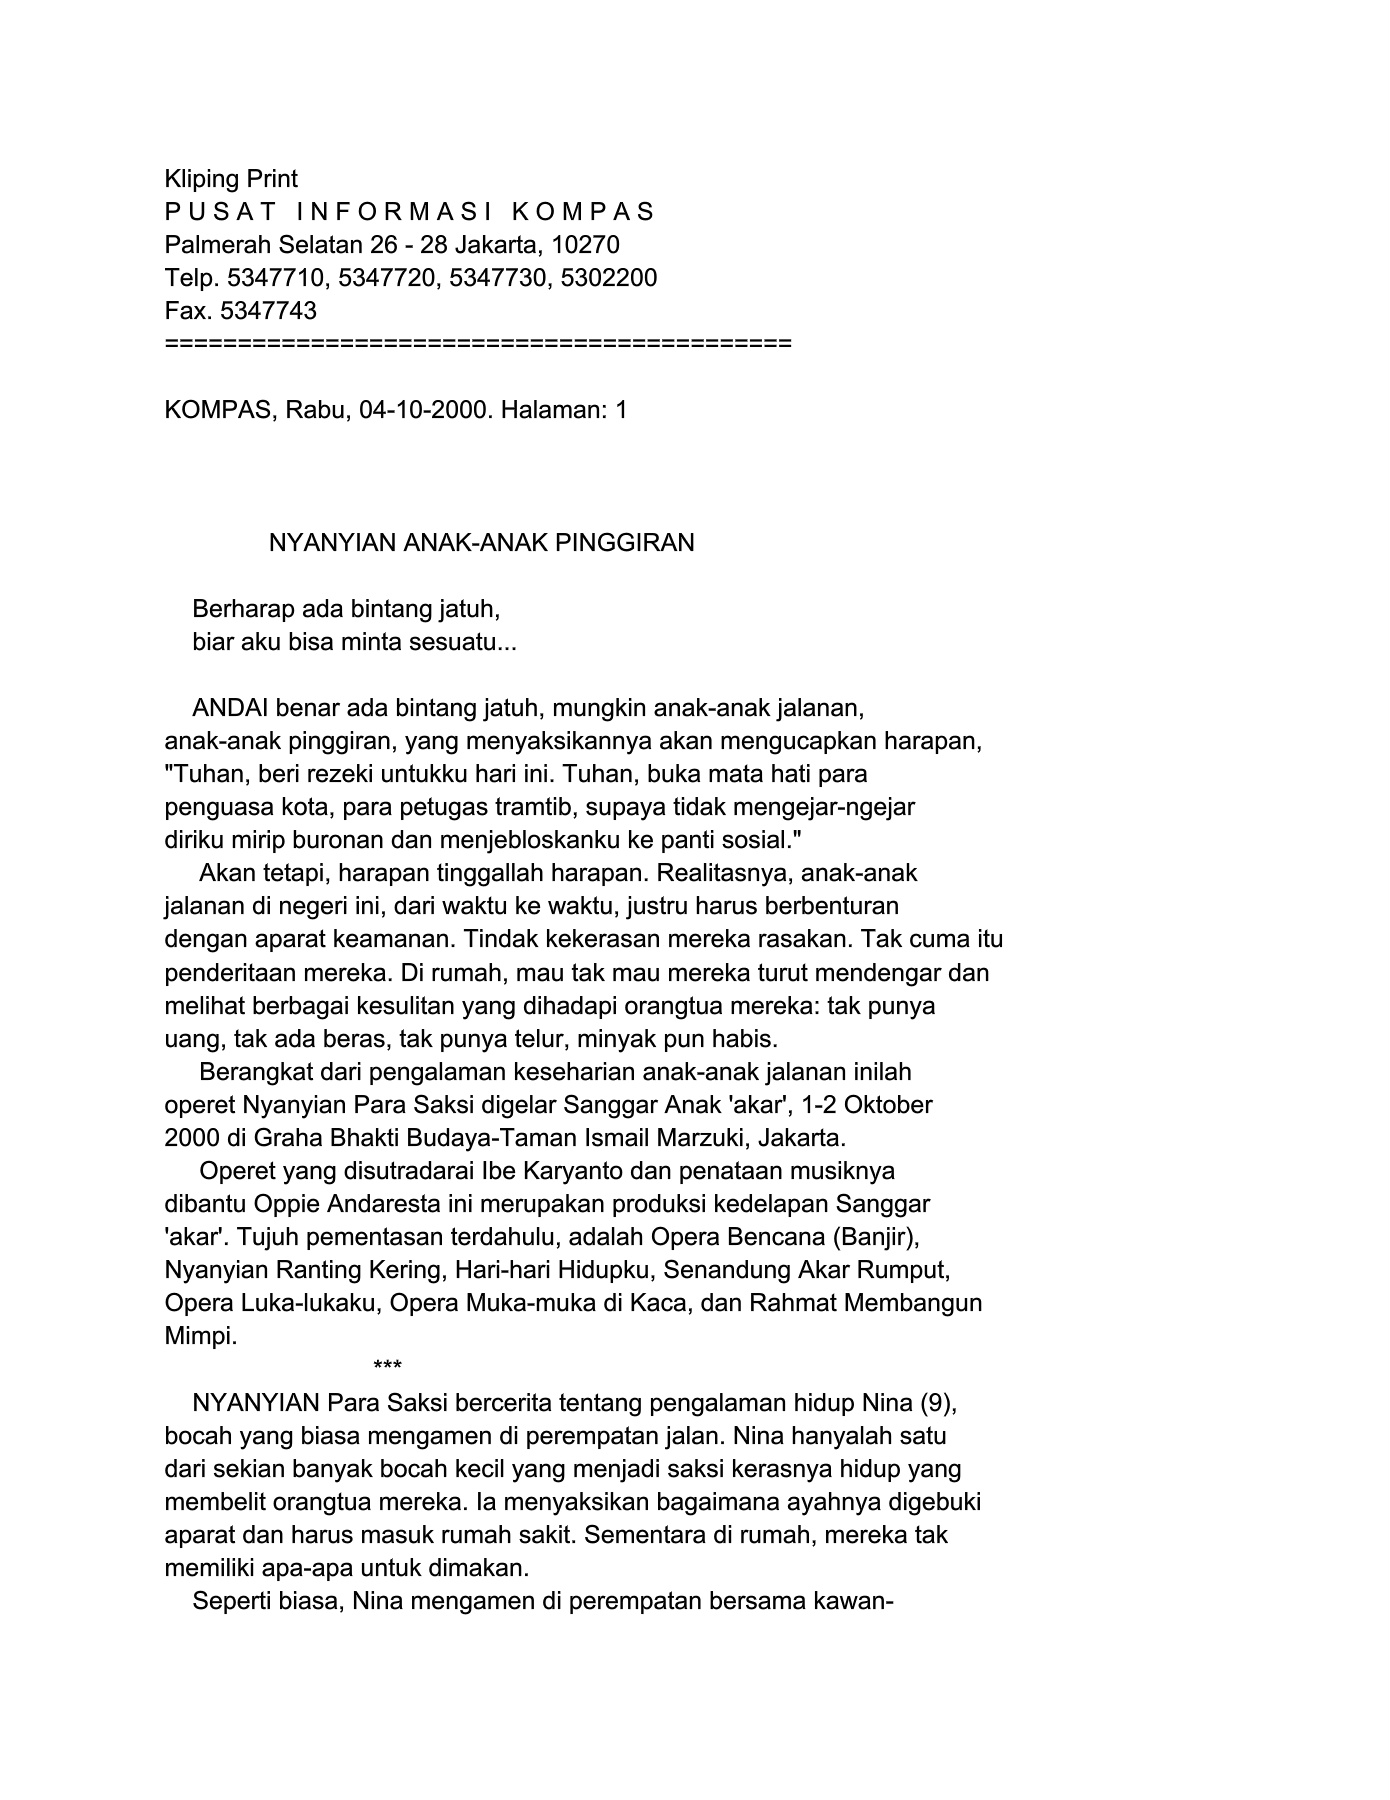 Kliping Print
P U S A T   I N F O R M A S I   K O M P A S
Palmerah Selatan 26 - 28 Jakarta, 10270
Telp. 5347710, 5347720, 5347730, 5302200
Fax. 5347743
===========================================
KOMPAS, Rabu, 04-10-2000. Halaman: 1
NYANYIAN ANAK-ANAK PINGGIRAN
Berharap ada bintang jatuh,
biar aku bisa minta sesuatu...
ANDAI benar ada bintang jatuh, mungkin anak-anak jalanan,
anak-anak pinggiran, yang menyaksikannya akan mengucapkan harapan,
"Tuhan, beri rezeki untukku hari ini. Tuhan, buka mata hati para
penguasa kota, para petugas tramtib, supaya tidak mengejar-ngejar
diriku mirip buronan dan menjebloskanku ke panti sosial."
Akan tetapi, harapan tinggallah harapan. Realitasnya, anak-anak
jalanan di negeri ini, dari waktu ke waktu, justru harus berbenturan
dengan aparat keamanan. Tindak kekerasan mereka rasakan. Tak cuma itu
penderitaan mereka. Di rumah, mau tak mau mereka turut mendengar dan
melihat berbagai kesulitan yang dihadapi orangtua mereka: tak punya
uang, tak ada beras, tak punya telur, minyak pun habis.
Berangkat dari pengalaman keseharian anak-anak jalanan inilah
operet Nyanyian Para Saksi digelar Sanggar Anak 'akar', 1-2 Oktober
2000 di Graha Bhakti Budaya-Taman Ismail Marzuki, Jakarta.
Operet yang disutradarai Ibe Karyanto dan penataan musiknya
dibantu Oppie Andaresta ini merupakan produksi kedelapan Sanggar
'akar'. Tujuh pementasan terdahulu, adalah Opera Bencana (Banjir),
Nyanyian Ranting Kering, Hari-hari Hidupku, Senandung Akar Rumput,
Opera Luka-lukaku, Opera Muka-muka di Kaca, dan Rahmat Membangun
Mimpi.
***
NYANYIAN Para Saksi bercerita tentang pengalaman hidup Nina (9),
bocah yang biasa mengamen di perempatan jalan. Nina hanyalah satu
dari sekian banyak bocah kecil yang menjadi saksi kerasnya hidup yang
membelit orangtua mereka. Ia menyaksikan bagaimana ayahnya digebuki
aparat dan harus masuk rumah sakit. Sementara di rumah, mereka tak
memiliki apa-apa untuk dimakan.
Seperti biasa, Nina mengamen di perempatan bersama kawan-